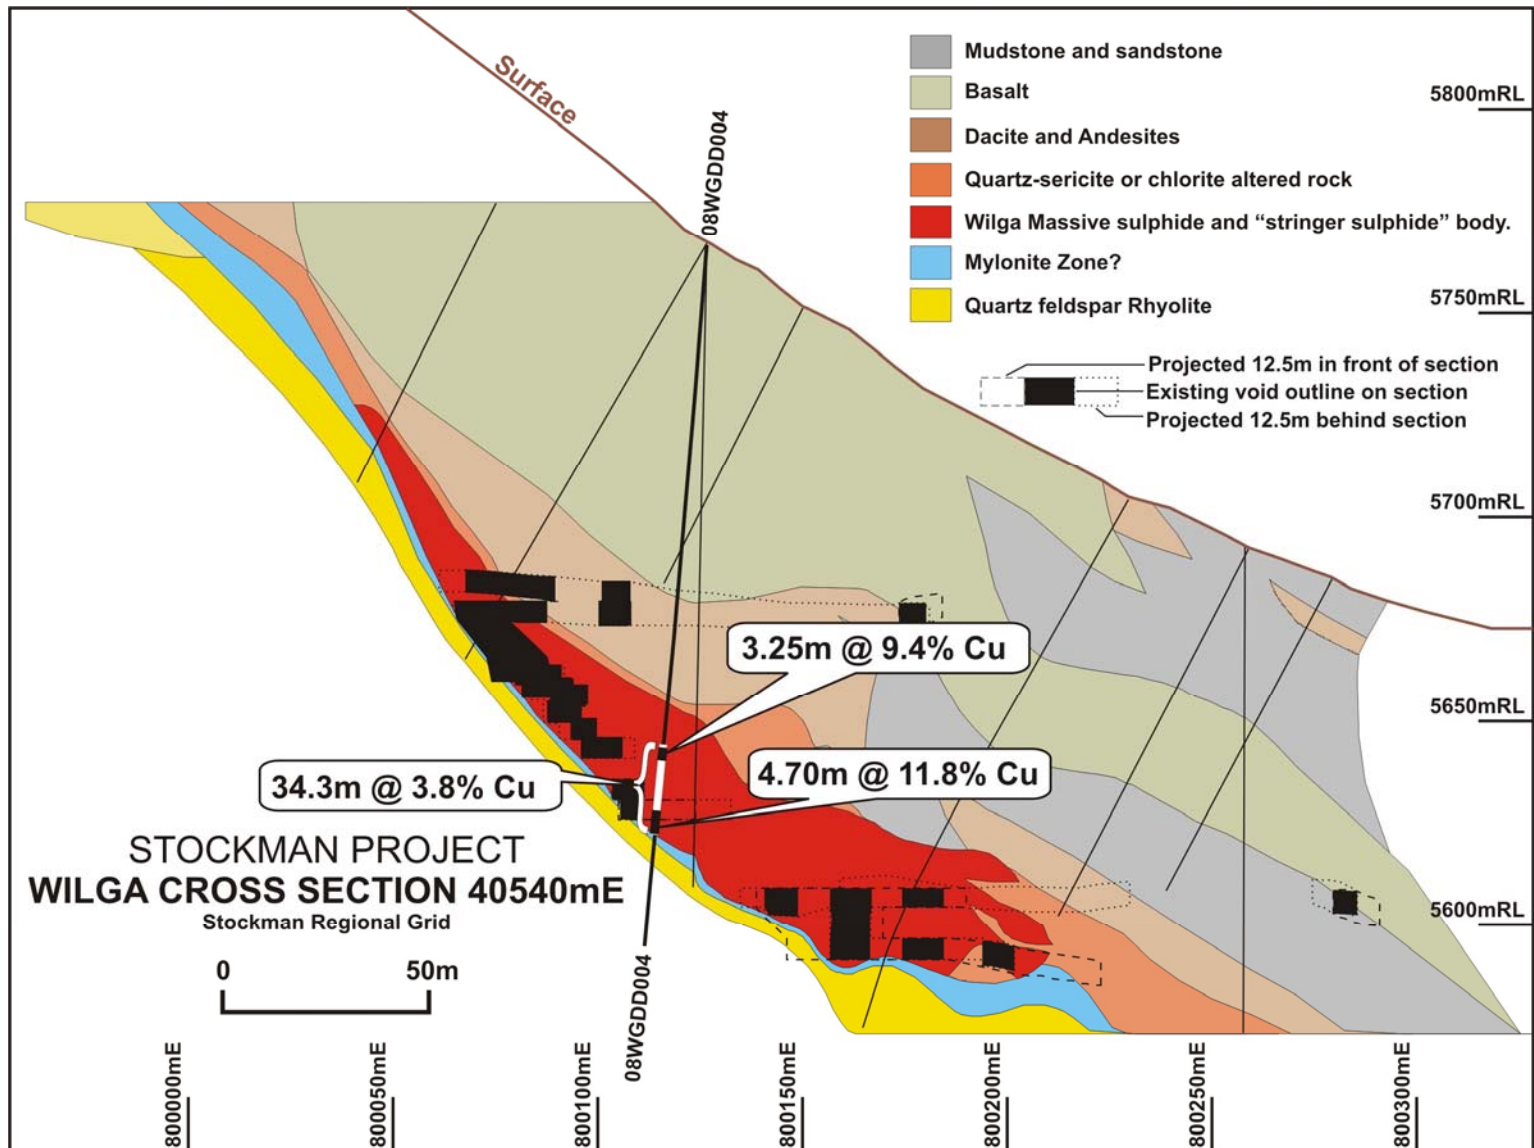 Surface
08WGDD004
Mudstone and sandstone
Basalt
Dacite and Andesites
Quartz-sericite or chlorite altered rock
Wilga Massive sulphide and “stringer sulphide” body.
Mylonite Zone?
Quartz feldspar Rhyolite
Projected 12.5m in front of section
Existing void outline on section
Projected 12.5m behind section
5800mRL
5750mRL
5700mRL
5650mRL
5600mRL
3.25m @ 9.4% Cu
4.70m @ 11.8% Cu
34.3m @ 3.8% Cu
STOCKMAN PROJECT
WILGA CROSS SECTION 40540mE
Stockman Regional Grid
0 50m
08WGDD004
800000mE
800050mE
800100mE
800150mE
800200mE
800250mE
800300mE